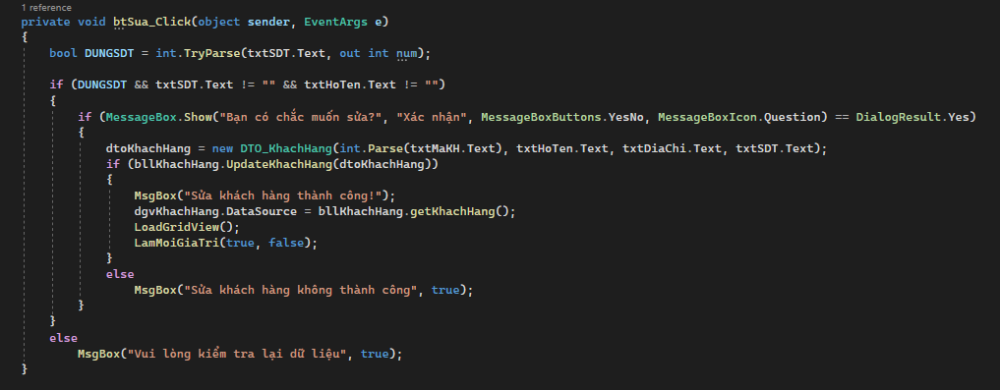 1 reference
private void btSua_Click(object sender, EventArgs e)
{
bool DUNGSDT = int.TryParse(txtSDT.Text, out int num);
if (DUNGSDT && txtSDT.Text != "" && txtHoTen.Text != "")
{
if (MessageBox.Show("Bạn có chắc muốn sửa?", "Xác nhận", MessageBoxButtons.YesNo, MessageBoxIcon.Question) == DialogResult.Yes)
{
dtoKhachHang = new DTO_KhachHang(int.Parse(txtMaKH.Text), txtHoTen.Text, txtDiaChi.Text, txtSDT.Text);
if (bllKhachHang.UpdateKhachHang(dtoKhachHang))
{
MsgBox("Sửa khách hàng thành công!");
dgvKhachHang.DataSource = bllKhachHang.getKhachHang();
LoadGridView();
LamMoiGiaTri(true, false);
}
else
MsgBox("Sửa khách hàng không thành công", true);
}
}
else
MsgBox("Vui lòng kiểm tra lại dữ liệu", true);
}